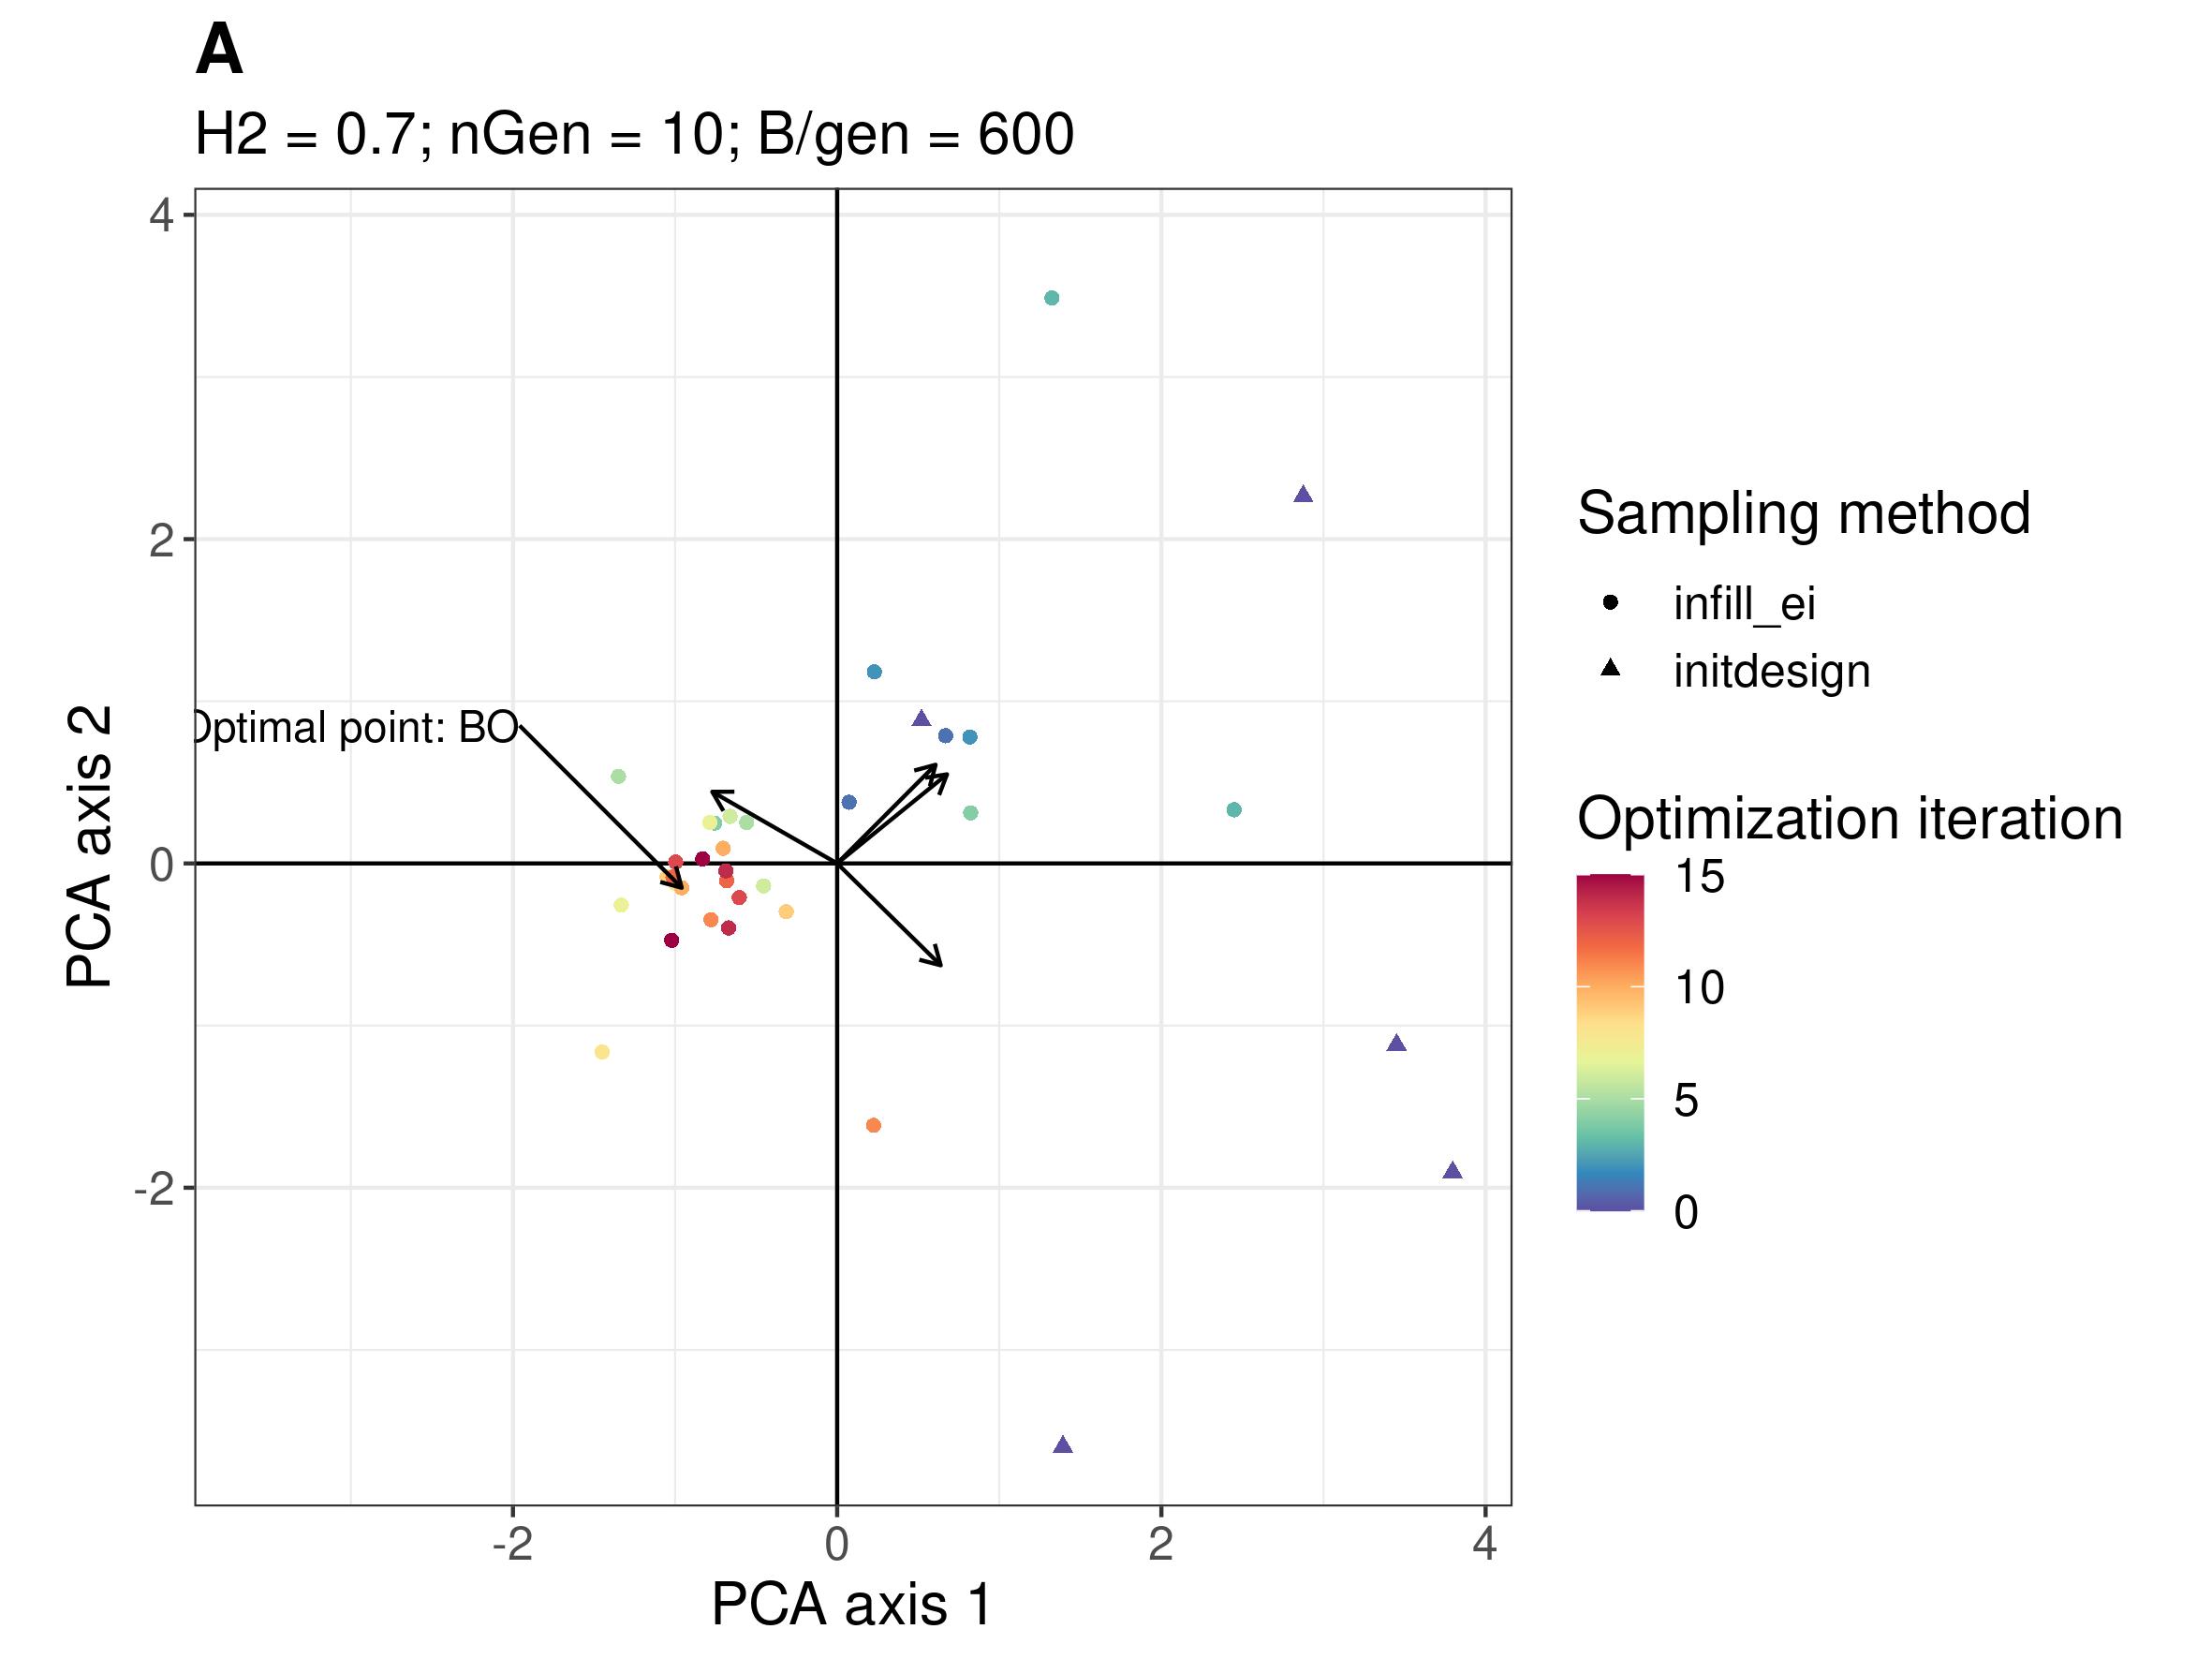 A
H2 = 0.7; nGen = 10; B/gen = 600
4
2
0
-2
PCA axis 2
Optimal point: BO
-2
0
2
4
PCA axis 1
Sampling method
infill_ei
initdesign
Optimization iteration
15
10
5
0